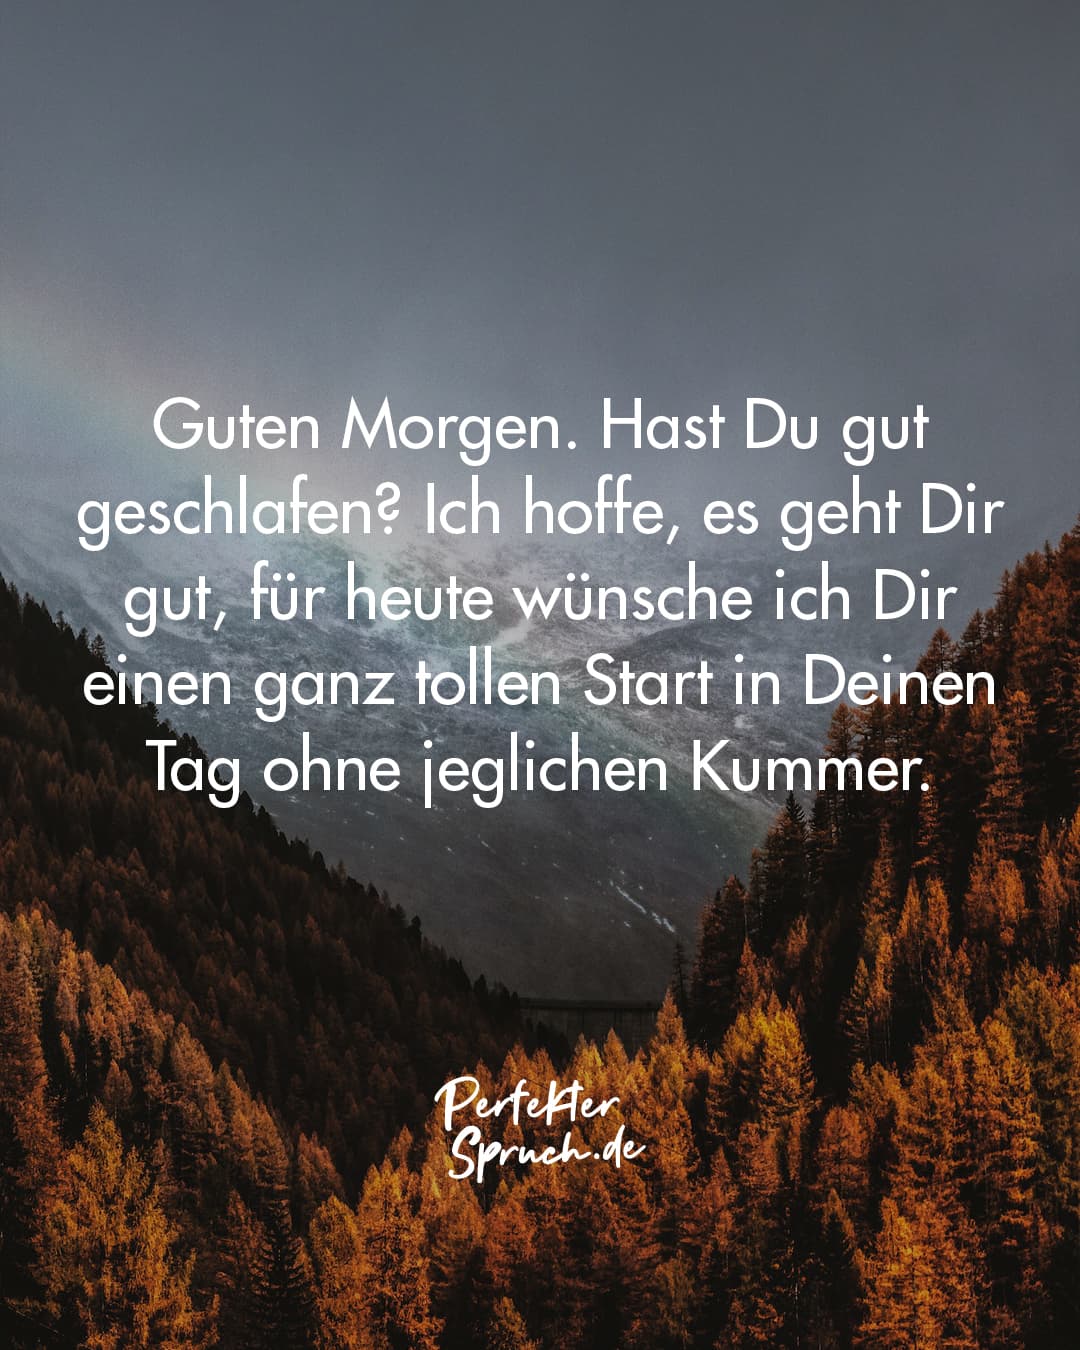 Guten Morgen. Hast Du gut
geschlafen? Ich hoffe, es geht Dir
gut, für heute wünsche ich Dir
einen ganz tollen Start in Deinen
Tag ohne jeglichen Kummer.
Perfekter
Spruch.de